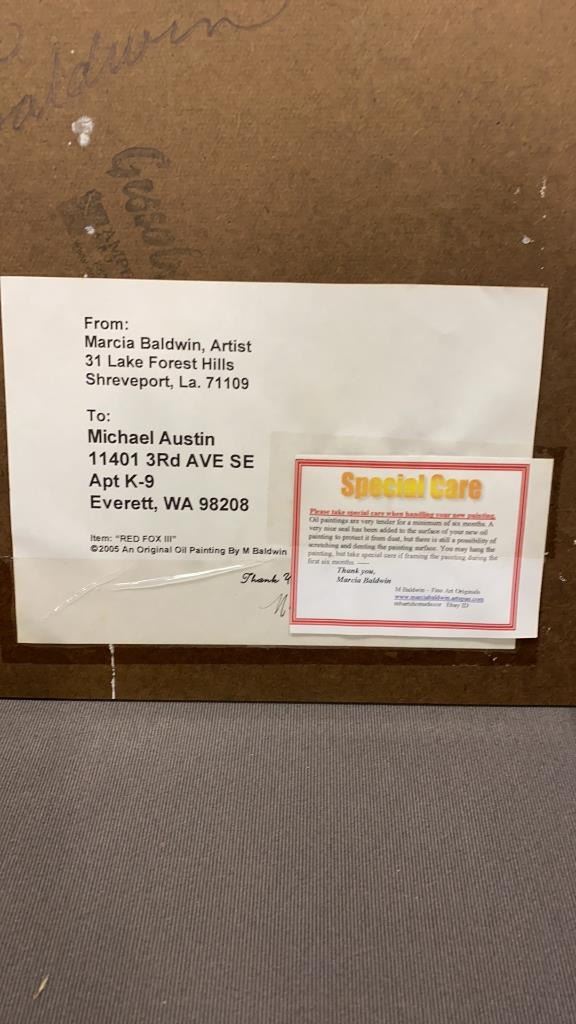 Baldwin
From:
Marcia Baldwin, Artist
31 Lake Forest Hills
Shreveport, La. 71109
To:
Michael Austin
11401 3Rd AVE SE
Apt K-9
Everett, WA 98208
Item: "RED FOX III"
©2005 An Original Oil Painting By M Baldwin
Thank
Special Care
Please take special care when handling your new painting.
Oil paintings are very tender for a minimum of six months. A
very nice seal has been added to the surface of your new oil
painting to protect it from dust, but there is still a possibility of
scratching and denting the painting surface. You may hang the
painting, but take special care if framing the painting during the
first six months.
Thank you,
Marcia Baldwin
M Baldwin - Fine Art Originals
Ebay ID